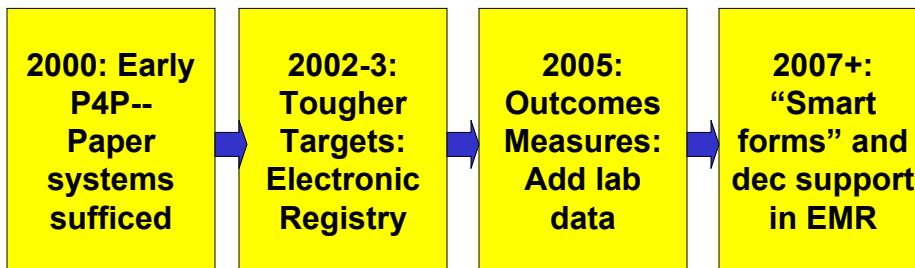 2000: Early
P4P--
Paper
systems
sufficed
2002-3:
Tougher
Targets:
Electronic
Registry
2005:
Outcomes
Measures:
Add lab
data
2007+:
“Smart
forms” and
dec support
in EMR